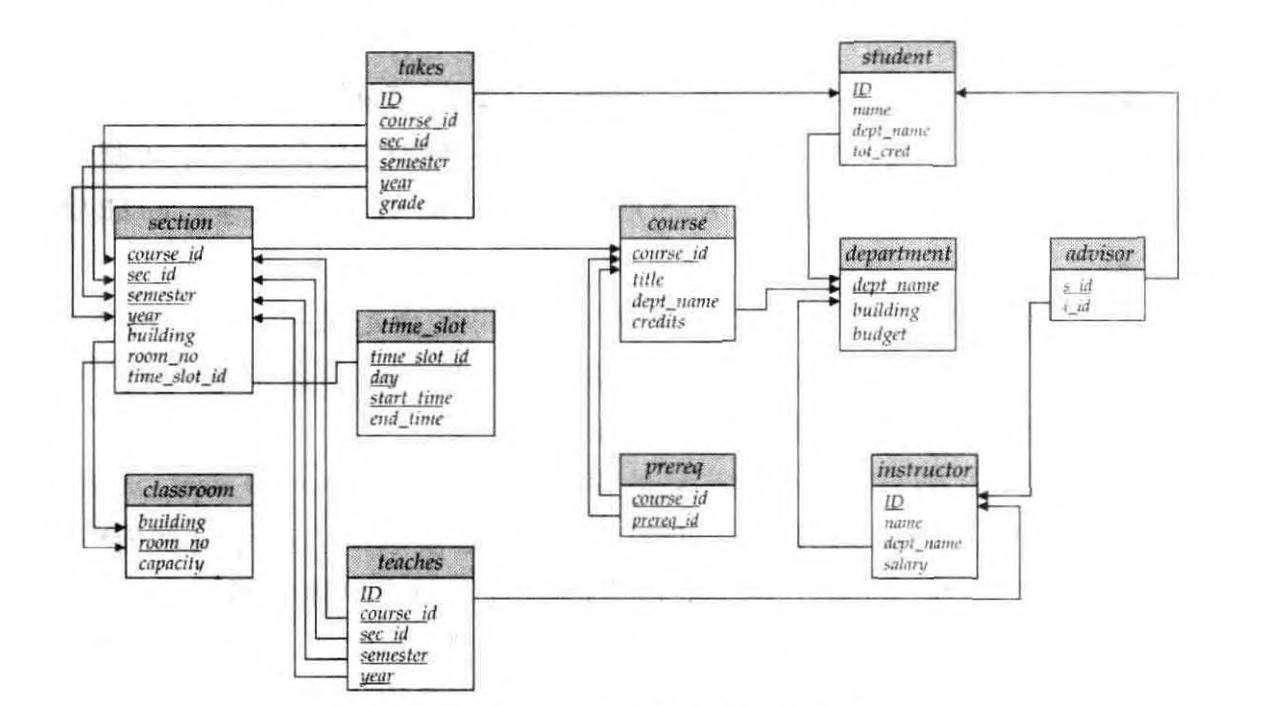 takes
ID
course_id
sec_id
semester
year
grade
student
ID
name
dept_name
tot_cred
section
course_id
sec_id
semester
year
building
room_no
time_slot_id
course
course_id
title
dept_name
credits
department
dept_name
building
budget
advisor
s_id
i_id
time_slot
time_slot_id
day
start_time
end_time
classroom
building
room_no
capacity
prereq
course_id
prereq_id
instructor
ID
name
dept_name
salary
teaches
ID
course_id
sec_id
semester
year